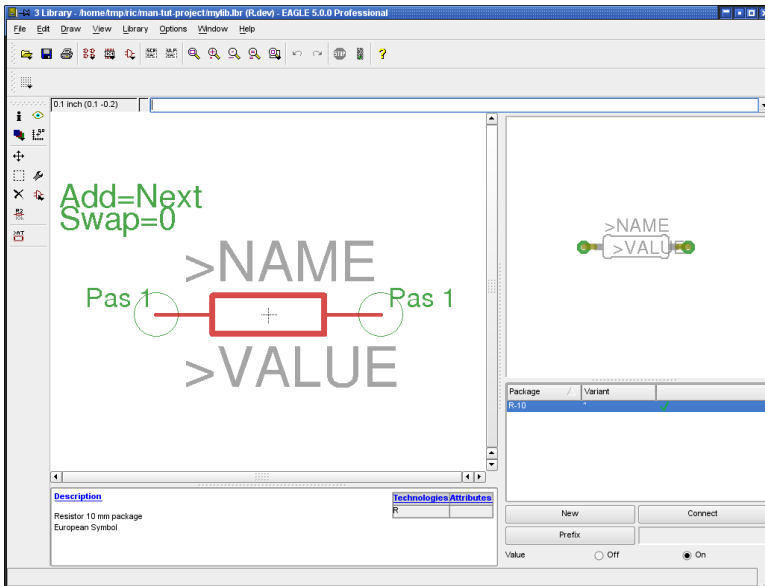 3 Library - /home/tmp/ric/man-tut-project/mylib.lbr (R.dev) - EAGLE 5.0.0 Professional
File Edit Draw View Library Options Window Help
0.1 inch (0.1 -0.2)
Add=Next
Swap=0
>NAME
Pas 1 Pas 1
>VALUE
>NAME
>VALUE
Package Variant
R-10 "
Description
Resistor 10 mm package
European Symbol
Technologies Attributes
R
New Connect
Prefix
Value Off On